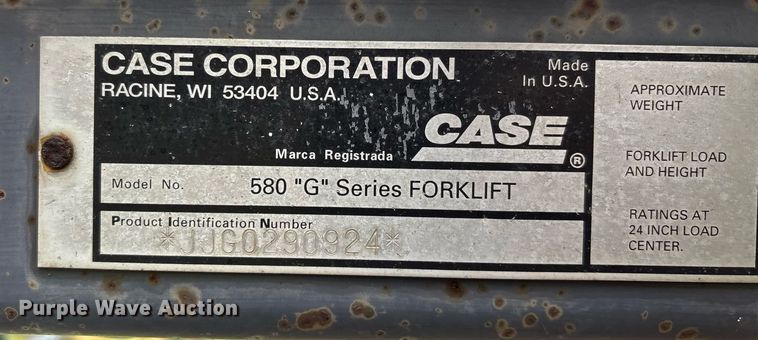 CASE CORPORATION
RACINE, WI 53404 U.S.A.
Made
In U.S.A.
CASE
®
Marca Registrada
Model No. 580 "G" Series FORKLIFT
Product Identification Number
*JJG0290924*
APPROXIMATE
WEIGHT
FORKLIFT LOAD
AND HEIGHT
RATINGS AT
24 INCH LOAD
CENTER.
Purple Wave Auction